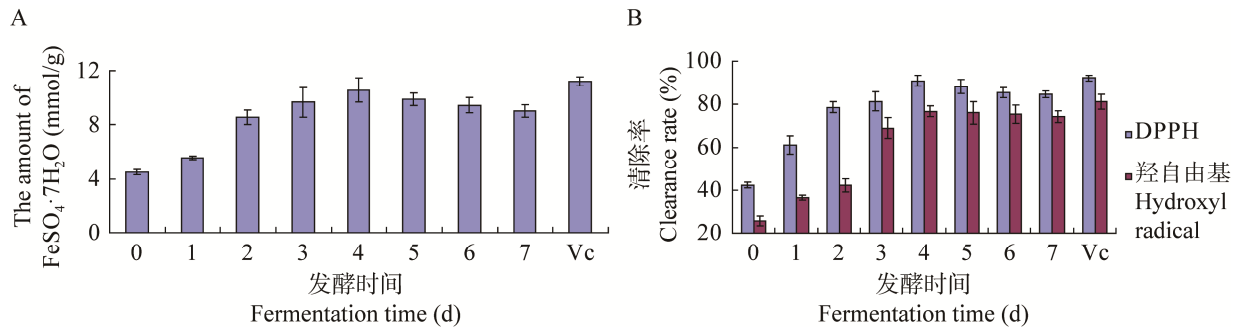 A
The amount of
FeSO₄·7H₂O (mmol/g)
12
8
4
0
0 1 2 3 4 5 6 7 Vc
发酵时间
Fermentation time (d)
B
清除率
Clearance rate (%)
100
80
60
40
20
0 1 2 3 4 5 6 7 Vc
发酵时间
Fermentation time (d)
DPPH
羟自由基
Hydroxyl
radical